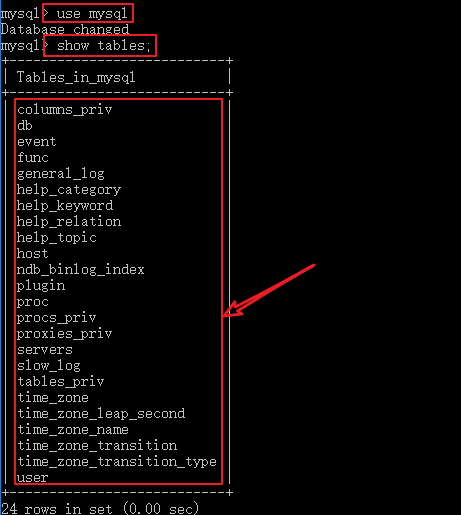 mysql> use mysql
Database changed
mysql> show tables;
+---------------------------+
| Tables_in_mysql           |
+---------------------------+
| columns_priv              |
| db                        |
| event                     |
| func                      |
| general_log               |
| help_category             |
| help_keyword              |
| help_relation             |
| help_topic                |
| host                      |
| ndb_binlog_index          |
| plugin                    |
| proc                      |
| procs_priv                |
| proxies_priv              |
| servers                   |
| slow_log                  |
| tables_priv               |
| time_zone                 |
| time_zone_leap_second     |
| time_zone_name            |
| time_zone_transition      |
| time_zone_transition_type |
| user                      |
+---------------------------+
24 rows in set (0.00 sec)